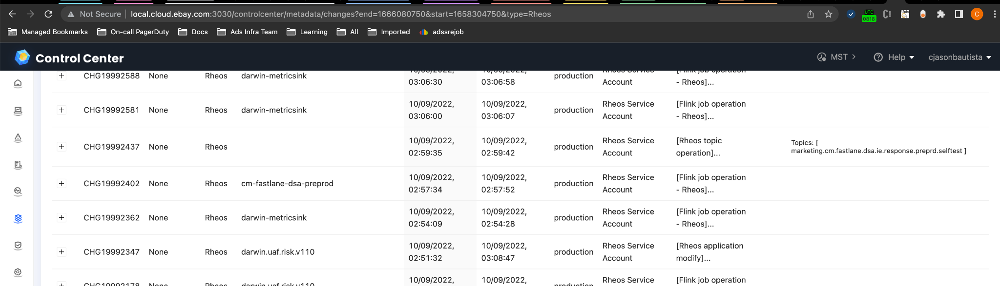 Not Secure local.cloud.ebay.com:3030/controlcenter/metadata/changes?end=1666080750&start=1658304750&type=Rheos
UTC
0818
Unix
C
Managed Bookmarks On-call PagerDuty Docs Ads Infra Team Learning All Imported adssrejob
Control Center MST Help cjasonbautista
CHG19992588 None Rheos darwin-metricsink 03:06:30 03:06:58 production Rheos Service Account [Flink job operation - Rheos]...
CHG19992581 None Rheos darwin-metricsink 10/09/2022, 03:06:00 10/09/2022, 03:06:07 production Rheos Service Account [Flink job operation - Rheos]...
CHG19992437 None Rheos 10/09/2022, 02:59:35 10/09/2022, 02:59:42 production Rheos Service Account [Rheos topic operation]... Topics: [ marketing.cm.fastlane.dsa.ie.response.preprd.selftest ]
CHG19992402 None Rheos cm-fastlane-dsa-preprod 10/09/2022, 02:57:34 10/09/2022, 02:57:52 production Rheos Service Account [Flink job operation - Rheos]...
CHG19992362 None Rheos darwin-metricsink 10/09/2022, 02:54:09 10/09/2022, 02:54:28 production Rheos Service Account [Flink job operation - Rheos]...
CHG19992347 None Rheos darwin.uaf.risk.v110 10/09/2022, 02:51:32 10/09/2022, 03:08:47 production Rheos Service Account [Rheos application modify]...
CHG19992178 None Rheos darwin.uaf.risk.v110 10/09/2022, 10/09/2022, production Rheos Service [Flink job operation